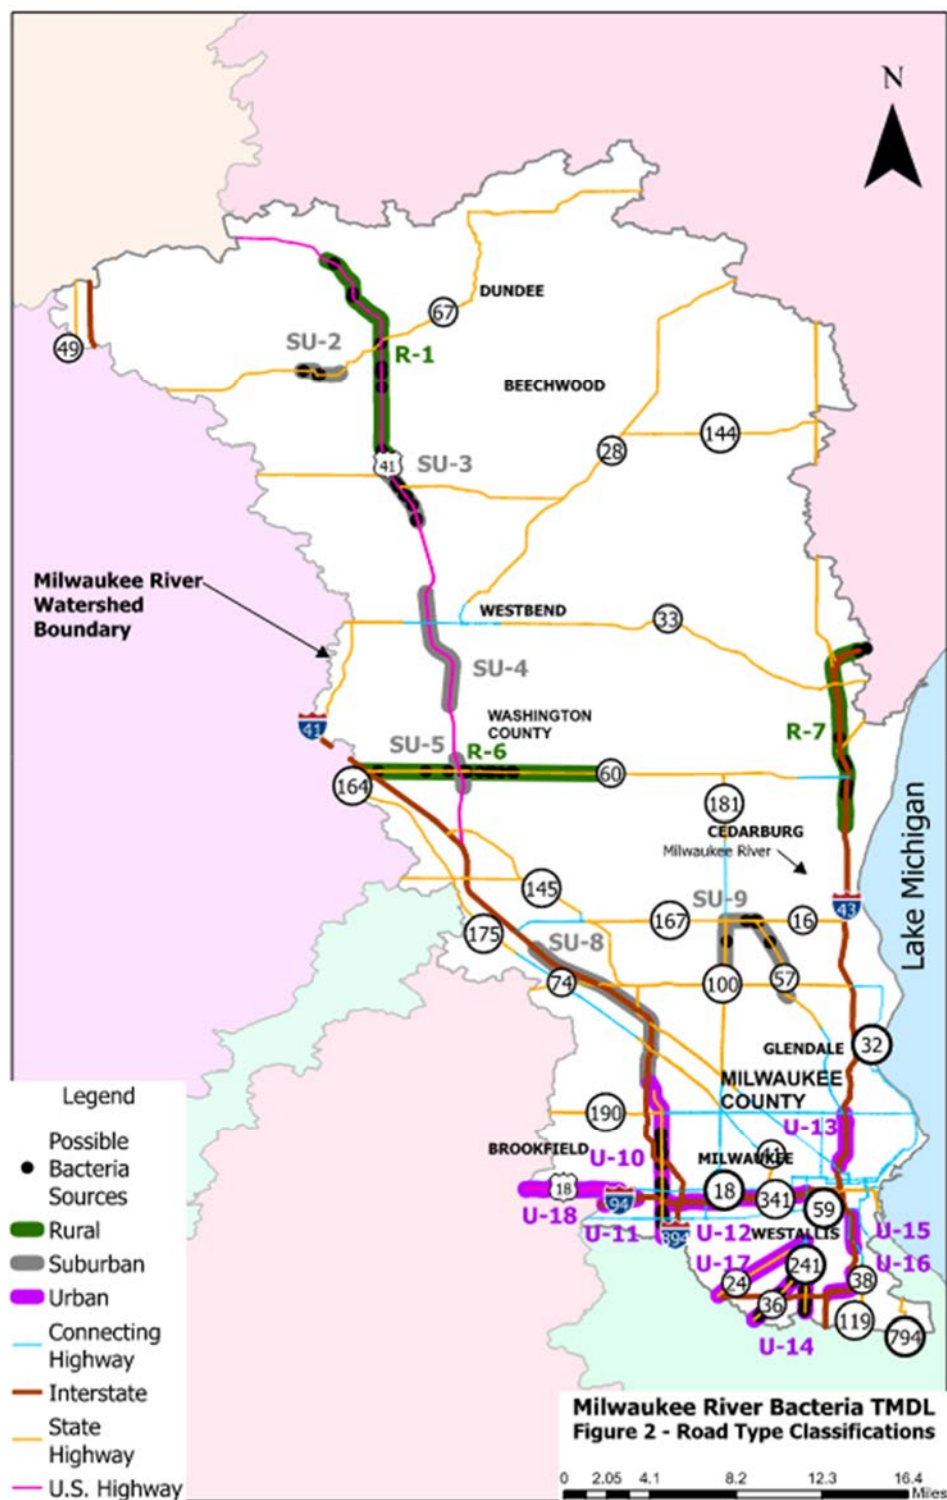 N
DUNDEE
67
49
SU-2
R-1
BEECHWOOD
144
28
41
SU-3
Milwaukee River
Watershed
Boundary
WESTBEND
33
SU-4
WASHINGTON
COUNTY
41
SU-5
R-6
R-7
60
164
181
CEDARBURG
Milwaukee River
Lake Michigan
145
SU-9
43
167
16
175
SU-8
74
100
57
GLENDALE
32
MILWAUKEE
COUNTY
190
U-13
BROOKFIELD
U-10
41
MILWAUKEE
18
94
18
341
59
U-18
U-11
894
U-12
WESTALLIS
U-15
U-17
241
U-16
24
38
36
119
794
U-14
Legend
Possible
Bacteria
Sources
Rural
Suburban
Urban
Connecting
Highway
Interstate
State
Highway
U.S. Highway
Milwaukee River Bacteria TMDL
Figure 2 - Road Type Classifications
0 2.05 4.1 8.2 12.3 16.4
Miles